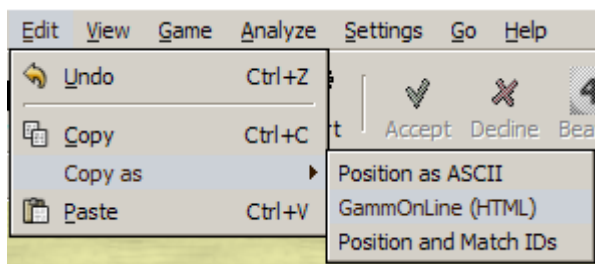 Edit View Game Analyze Settings Go Help
Undo Ctrl+Z
Accept Decline
Copy Ctrl+C
Copy as
Paste Ctrl+V
Position as ASCII
GammOnLine (HTML)
Position and Match IDs